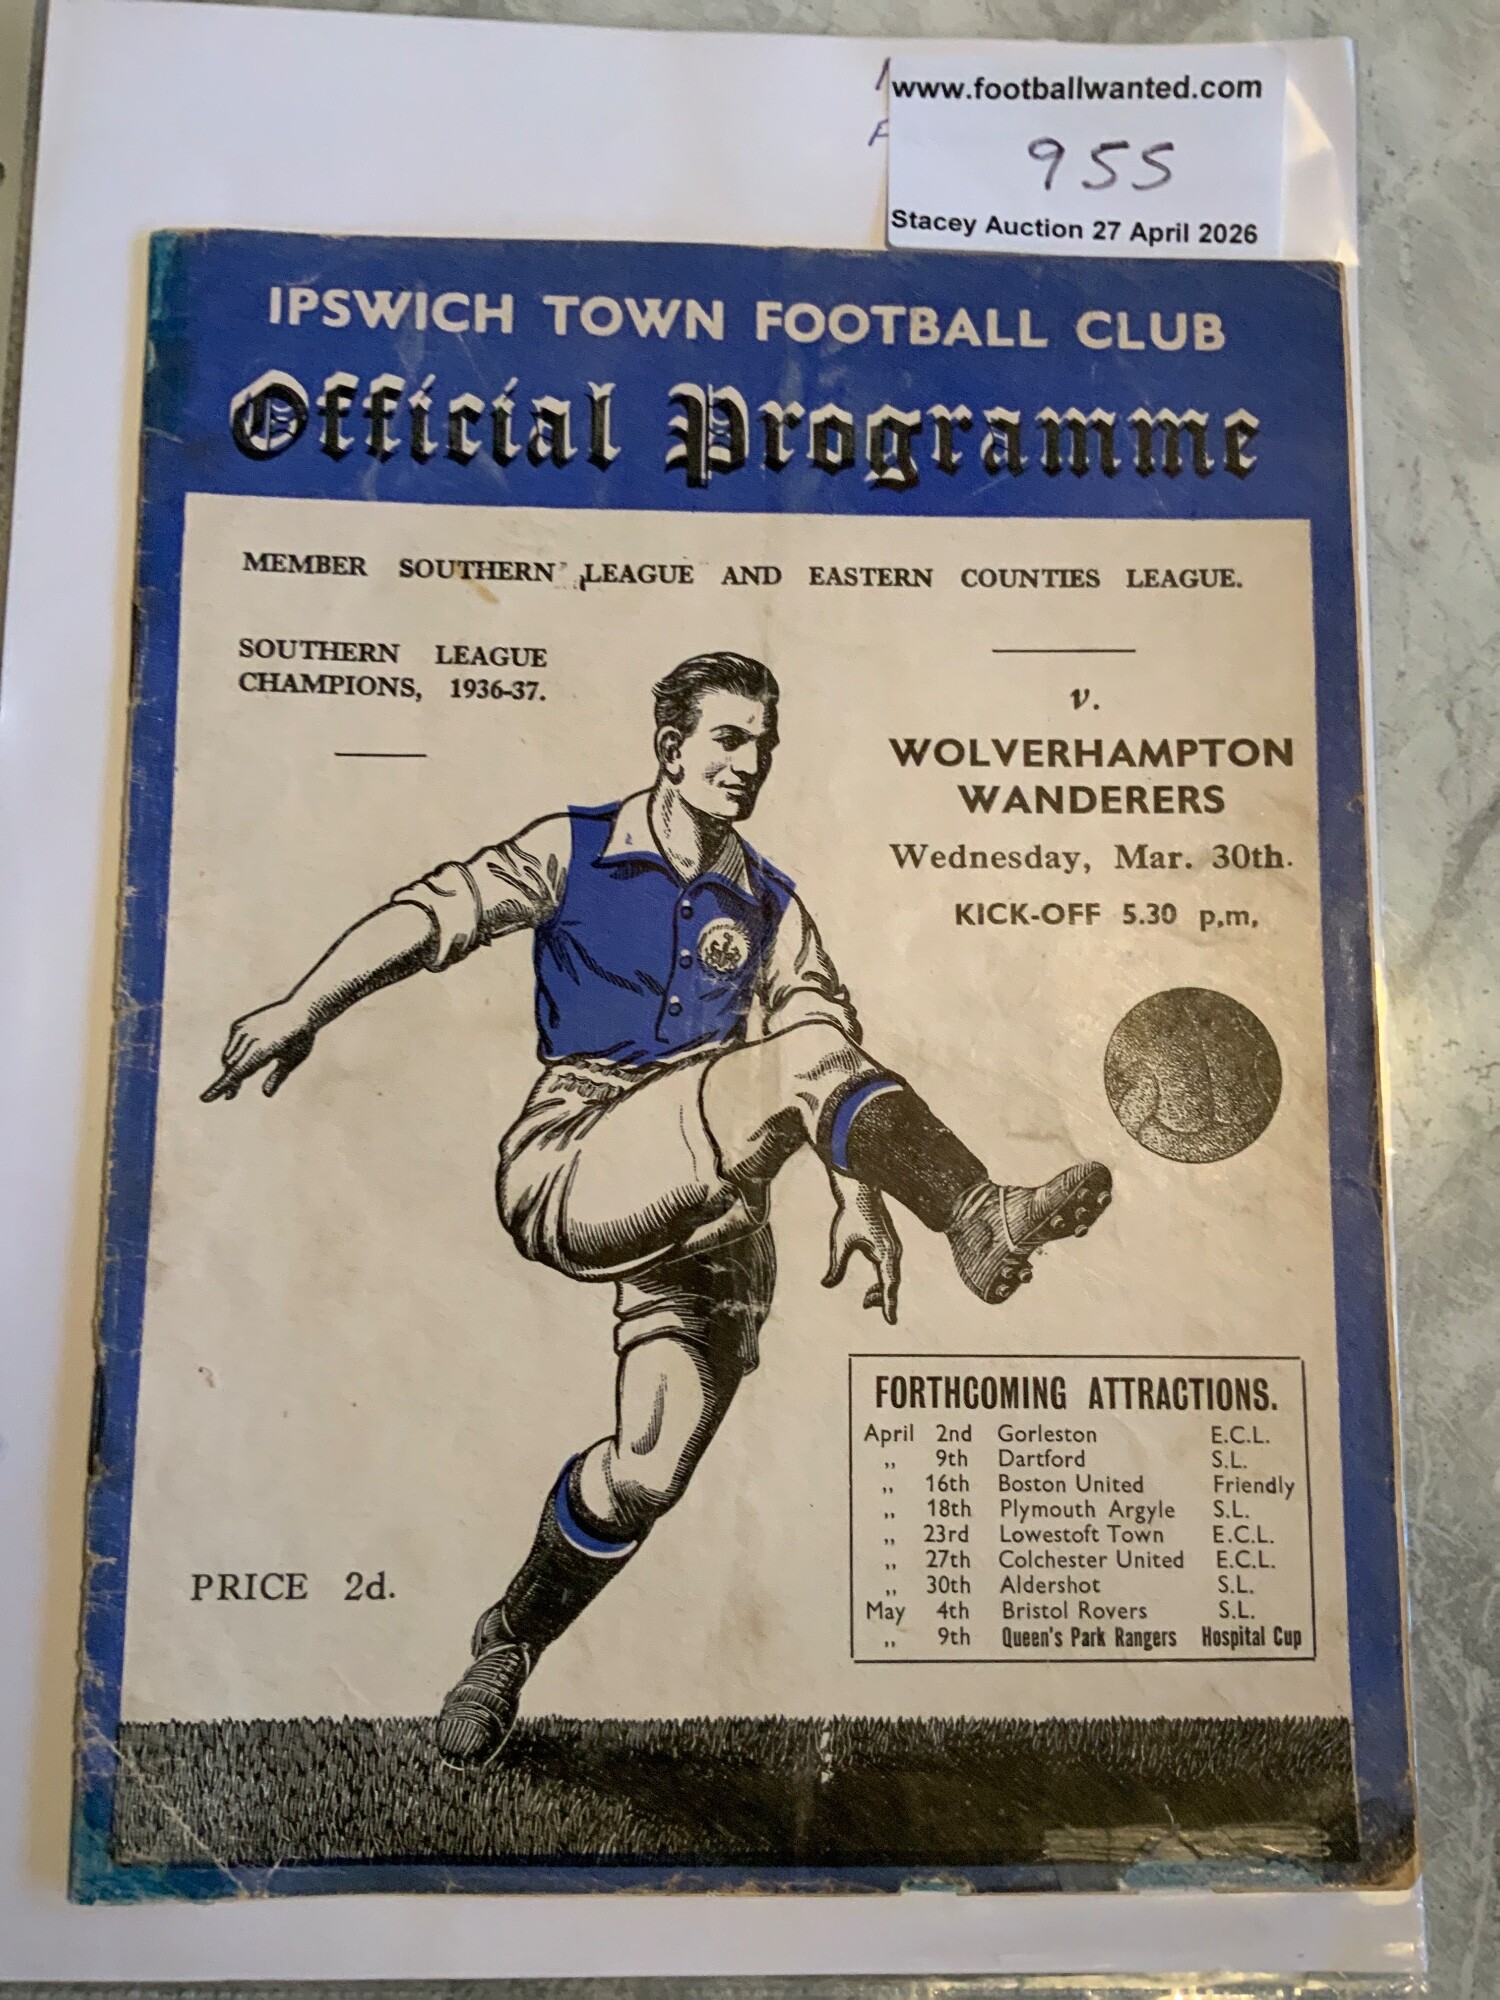 www.footballwanted.com
955
Stacey Auction 27 April 2026
IPSWICH TOWN FOOTBALL CLUB
Official Programme
MEMBER SOUTHERN LEAGUE AND EASTERN COUNTIES LEAGUE.
SOUTHERN LEAGUE
CHAMPIONS, 1936-37.
v.
WOLVERHAMPTON
WANDERERS
Wednesday, Mar. 30th.
KICK-OFF 5.30 p,m,
FORTHCOMING ATTRACTIONS.
April 2nd Gorleston E.C.L.
,, 9th Dartford S.L.
,, 16th Boston United Friendly
,, 18th Plymouth Argyle S.L.
,, 23rd Lowestoft Town E.C.L.
,, 27th Colchester United E.C.L.
,, 30th Aldershot S.L.
May 4th Bristol Rovers S.L.
,, 9th Queen's Park Rangers Hospital Cup
PRICE 2d.